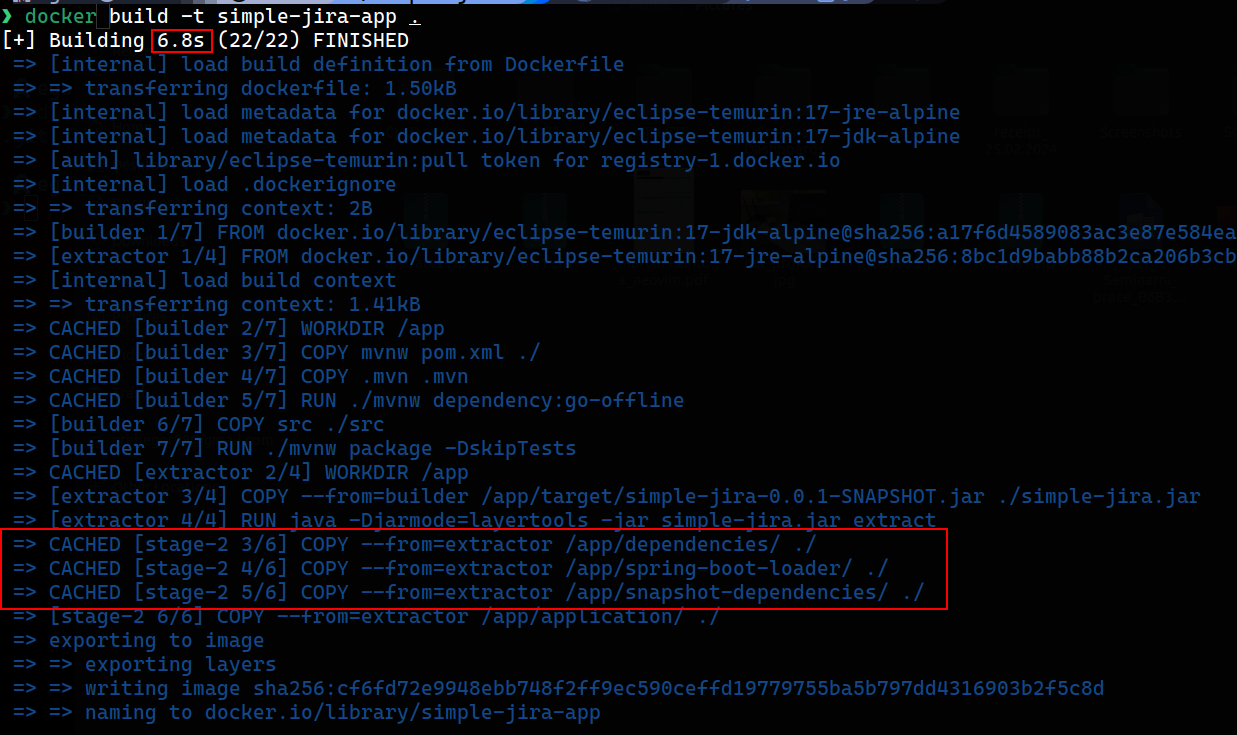 ❯ docker build -t simple-jira-app .
[+] Building 6.8s (22/22) FINISHED
=> [internal] load build definition from Dockerfile
=> => transferring dockerfile: 1.50kB
=> [internal] load metadata for docker.io/library/eclipse-temurin:17-jre-alpine
=> [internal] load metadata for docker.io/library/eclipse-temurin:17-jdk-alpine
=> [auth] library/eclipse-temurin:pull token for registry-1.docker.io
=> [internal] load .dockerignore
=> => transferring context: 2B
=> [builder 1/7] FROM docker.io/library/eclipse-temurin:17-jdk-alpine@sha256:a17f6d4589083ac3e87e584ea
=> [extractor 1/4] FROM docker.io/library/eclipse-temurin:17-jre-alpine@sha256:8bc1d9babb88b2ca206b3cb
=> [internal] load build context
=> => transferring context: 1.41kB
=> CACHED [builder 2/7] WORKDIR /app
=> CACHED [builder 3/7] COPY mvnw pom.xml ./
=> CACHED [builder 4/7] COPY .mvn .mvn
=> CACHED [builder 5/7] RUN ./mvnw dependency:go-offline
=> [builder 6/7] COPY src ./src
=> [builder 7/7] RUN ./mvnw package -DskipTests
=> CACHED [extractor 2/4] WORKDIR /app
=> [extractor 3/4] COPY --from=builder /app/target/simple-jira-0.0.1-SNAPSHOT.jar ./simple-jira.jar
=> [extractor 4/4] RUN java -Djarmode=layertools -jar simple-jira.jar extract
=> CACHED [stage-2 3/6] COPY --from=extractor /app/dependencies/ ./
=> CACHED [stage-2 4/6] COPY --from=extractor /app/spring-boot-loader/ ./
=> CACHED [stage-2 5/6] COPY --from=extractor /app/snapshot-dependencies/ ./
=> [stage-2 6/6] COPY --from=extractor /app/application/ ./
=> exporting to image
=> => exporting layers
=> => writing image sha256:cf6fd72e9948ebb748f2ff9ec590ceffd19779755ba5b797dd4316903b2f5c8d
=> => naming to docker.io/library/simple-jira-app